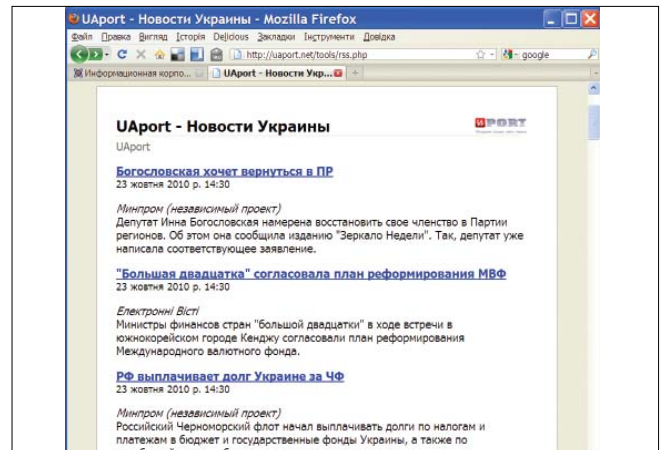 UAport - Новости Украины - Mozilla Firefox
Файл Правка Вигляд Історія Delicious Закладки Інструменти Довідка
http://uaport.net/tools/rss.php google
Информационная корпо... UAport - Новости Укр...
UAport - Новости Украины
UAport
Богословская хочет вернуться в ПР
23 жовтня 2010 р. 14:30
Минпром (независимый проект)
Депутат Инна Богословская намерена восстановить свое членство в Партии
регионов. Об этом она сообщила изданию "Зеркало Недели". Так, депутат уже
написала соответствующее заявление.
"Большая двадцатка" согласовала план реформирования МВФ
23 жовтня 2010 р. 14:30
Електронні Вісті
Министры финансов стран "большой двадцатки" в ходе встречи в
южнокорейском городе Кенджу согласовали план реформирования
Международного валютного фонда.
РФ выплачивает долг Украине за ЧФ
23 жовтня 2010 р. 14:30
Минпром (независимый проект)
Российский Черноморский флот начал выплачивать долги по налогам и
платежам в бюджет и государственные фонды Украины, а также по